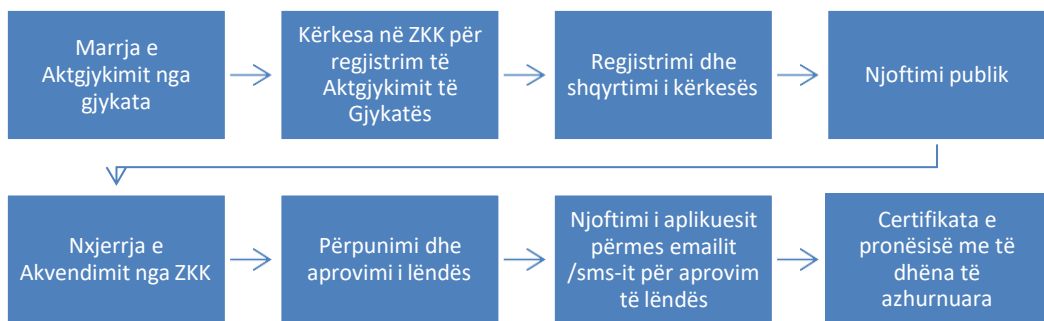 Marrja e
Aktgjykimit nga
gjykata
Kërkesa në ZKK për
regjistrim të
Aktgjykimit të
Gjykatës
Regjistrimi dhe
shqyrtimi i kërkesës
Njoftimi publik
Nxjerrja e
Akvendimit nga ZKK
Përpunimi dhe
aprovimi i lëndës
Njoftimi i aplikuesit
përmes emailit
/sms-it për aprovim
të lëndës
Certifikata e
pronësisë me të
dhëna të
azhurnuara